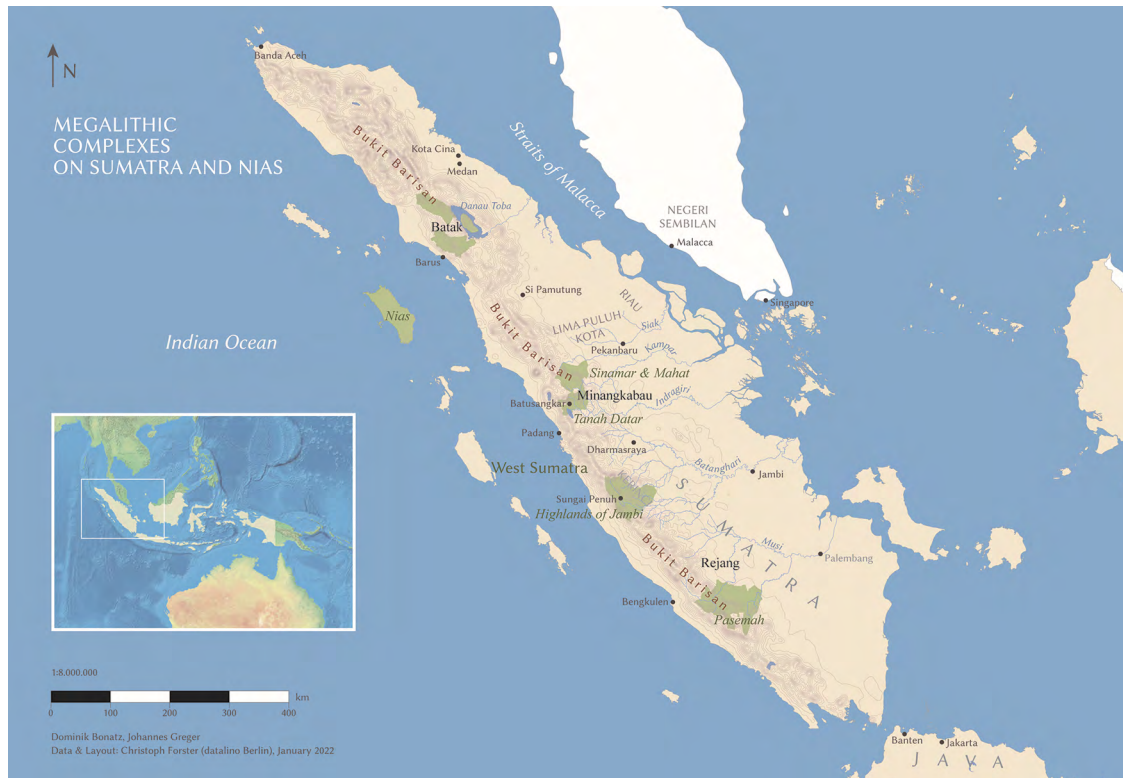 N
MEGALITHIC
COMPLEXES
ON SUMATRA AND NIAS
Banda Aceh
Bukit Barisan
Kota Cina
Medan
Straits of Malacca
Danau Toba
Batak
Barus
NEGERI
SEMBILAN
Malacca
Singapore
Nias
Si Pamutung
RIAU
LIMA PULUH
KOTA
Siak
Pekanbaru
Kampar
Indian Ocean
Bukit Barisan
Sinamar & Mahat
Minangkabau
Indragiri
Batusangkar
Tanah Datar
Padang
Dharmasraya
West Sumatra
Batanghari
Jambi
Sungai Penuh
Highlands of Jambi
SUMATRA
Bukit Barisan
Musi
Palembang
Rejang
Bengkulen
Pasemah
Banten
Jakarta
JAVA
1:8.000.000
km
0 100 200 300 400
Dominik Bonatz, Johannes Greger
Data & Layout: Christoph Forster (datalino Berlin), January 2022